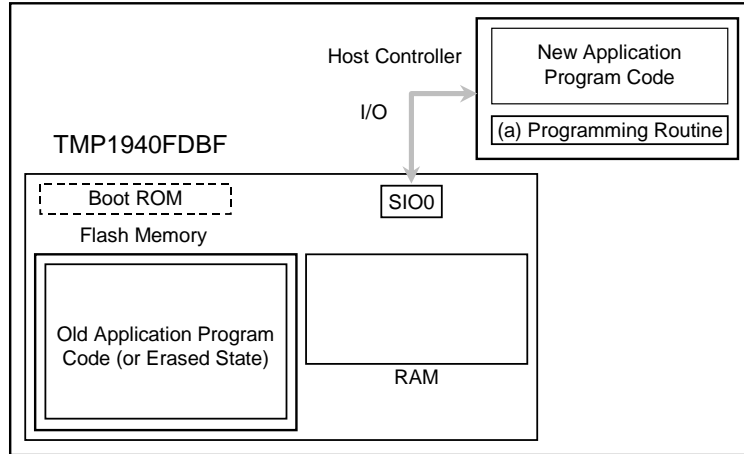 New Application
Program Code
Host Controller
I/O
(a) Programming Routine
TMP1940FDBF
Boot ROM
SIO0
Flash Memory
Old Application Program
Code (or Erased State)
RAM